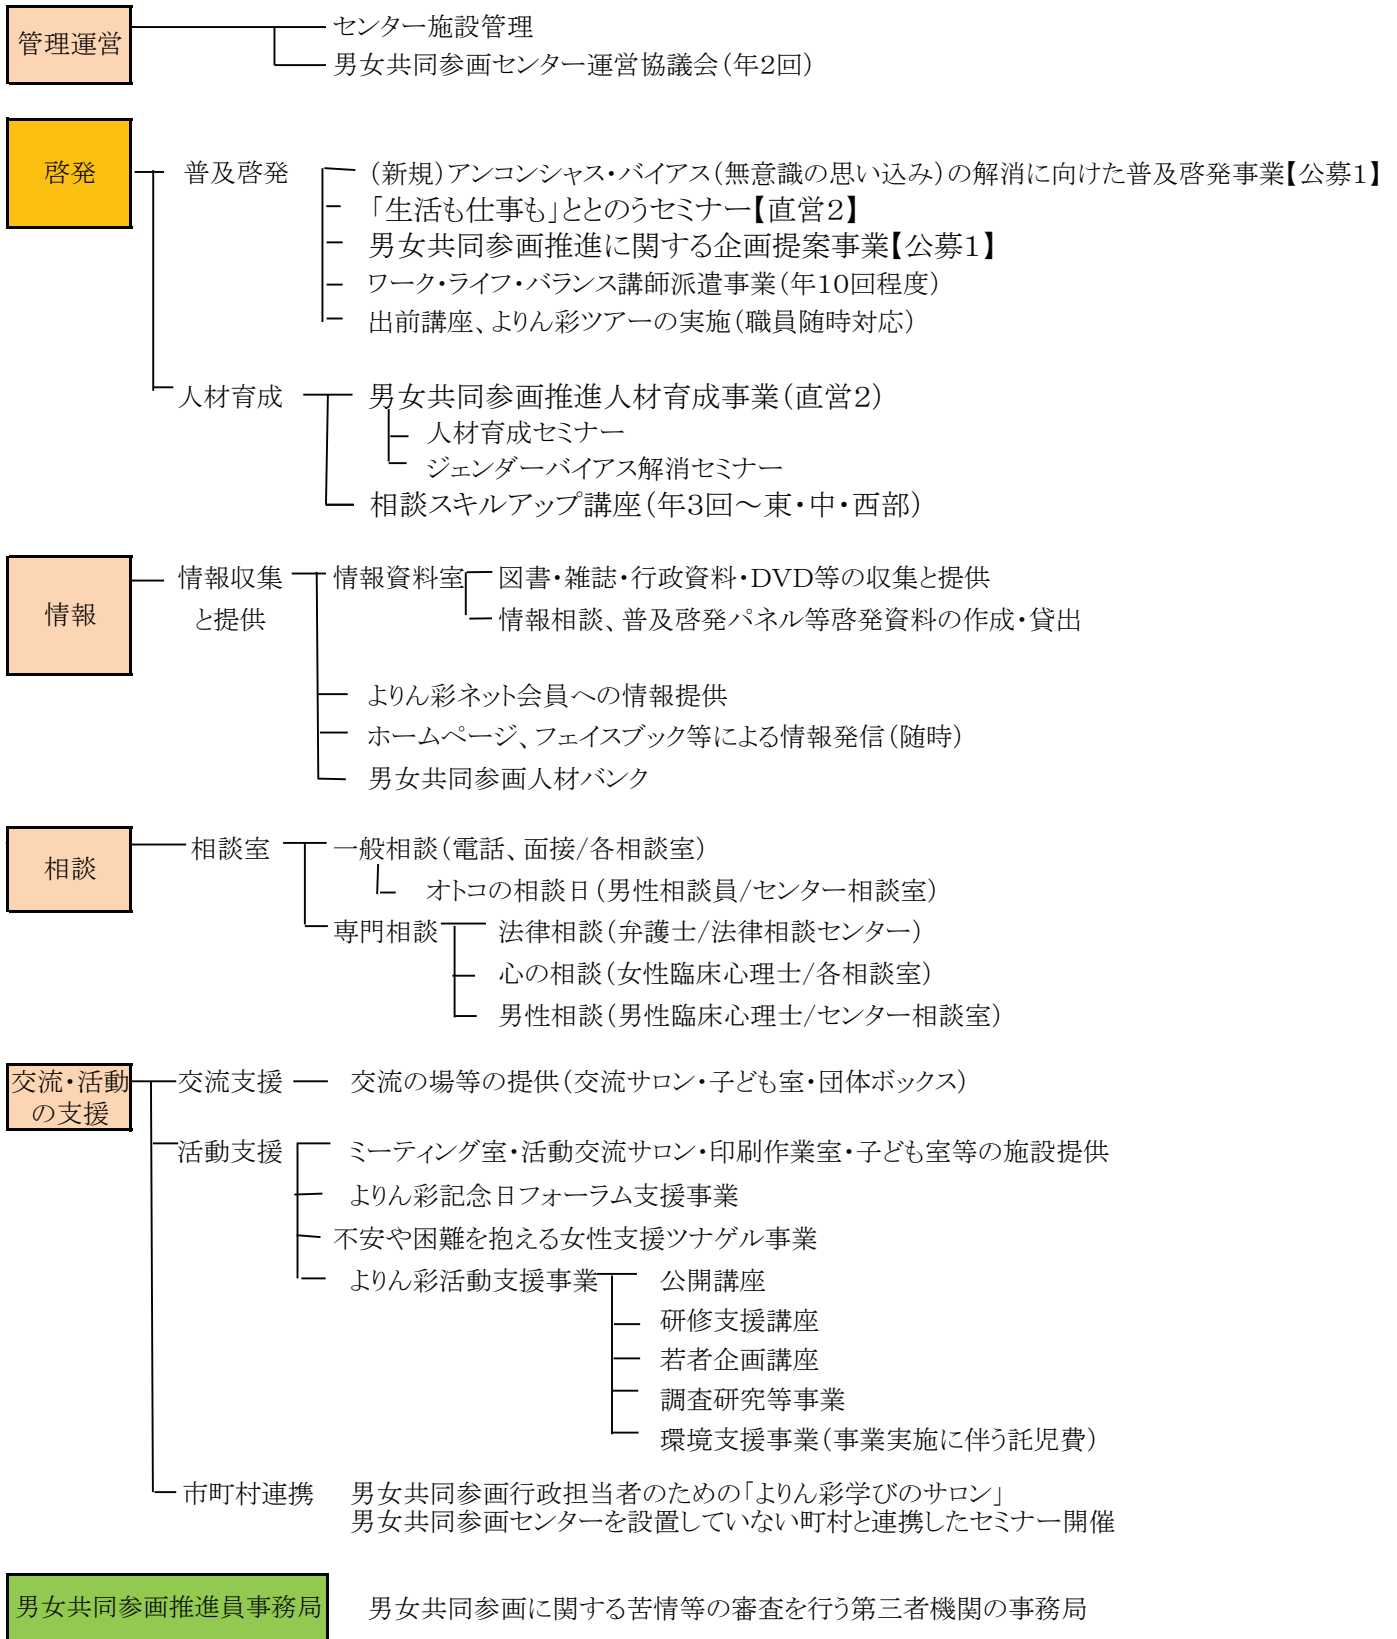 管理運営
センター施設管理
男女共同参画センター運営協議会（年２回）
啓発
普及啓発
（新規）アンコンシャス・バイアス（無意識の思い込み）の解消に向けた普及啓発事業【公募１】
「生活も仕事も」ととのうセミナー【直営２】
男女共同参画推進に関する企画提案事業【公募１】
ワーク・ライフ・バランス講師派遣事業（年１０回程度）
出前講座、よりん彩ツアーの実施（職員随時対応）
人材育成
男女共同参画推進人材育成事業（直営２）
人材育成セミナー
ジェンダーバイアス解消セミナー
相談スキルアップ講座（年３回～東・中・西部）
情報
情報収集
と提供
情報資料室
図書・雑誌・行政資料・DVD等の収集と提供
情報相談、普及啓発パネル等啓発資料の作成・貸出
よりん彩ネット会員への情報提供
ホームページ、フェイスブック等による情報発信（随時）
男女共同参画人材バンク
相談
相談室
一般相談（電話、面接/各相談室）
オトコの相談日（男性相談員/センター相談室）
専門相談
法律相談（弁護士/法律相談センター）
心の相談（女性臨床心理士/各相談室）
男性相談（男性臨床心理士/センター相談室）
交流・活動
の支援
交流支援
交流の場等の提供（交流サロン・子ども室・団体ボックス）
活動支援
ミーティング室・活動交流サロン・印刷作業室・子ども室等の施設提供
よりん彩記念日フォーラム支援事業
不安や困難を抱える女性支援ツナゲル事業
よりん彩活動支援事業
公開講座
研修支援講座
若者企画講座
調査研究等事業
環境支援事業（事業実施に伴う託児費）
市町村連携
男女共同参画行政担当者のための「よりん彩学びのサロン」
男女共同参画センターを設置していない町村と連携したセミナー開催
男女共同参画推進員事務局
男女共同参画に関する苦情等の審査を行う第三者機関の事務局